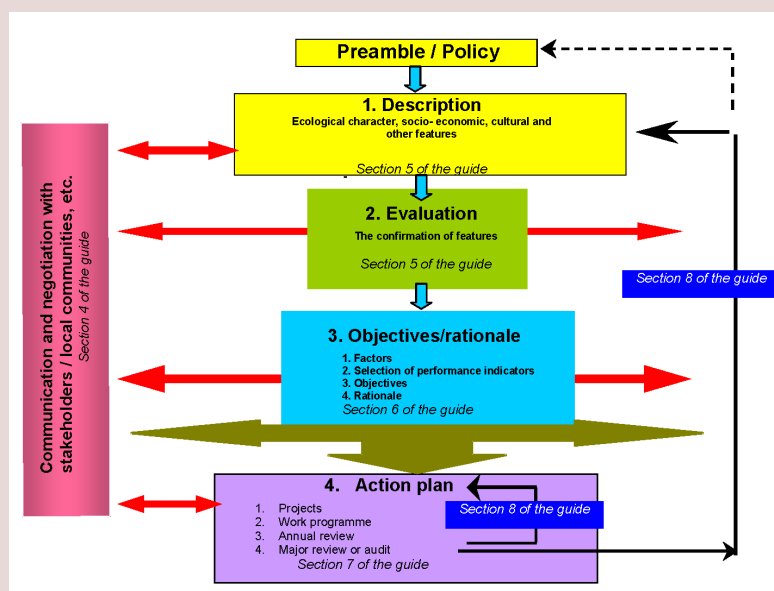 Preamble / Policy
1. Description
Ecological character, socio- economic, cultural and
other features
Section 5 of the guide
2. Evaluation
The confirmation of features
Section 5 of the guide
Communication and negotiation with
stakeholders / local communities, etc.
Section 4 of the guide
Section 8 of the guide
3. Objectives/rationale
1. Factors
2. Selection of performance indicators
3. Objectives
4. Rationale
Section 6 of the guide
4. Action plan
1. Projects
2. Work programme
3. Annual review
4. Major review or audit
Section 7 of the guide
Section 8 of the guide